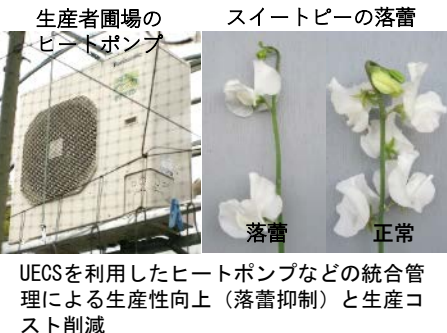 生産者圃場の
ヒートポンプ
スイートピーの落蕾
落蕾
正常
UECSを利用したヒートポンプなどの統合管
理による生産性向上（落蕾抑制）と生産コ
スト削減